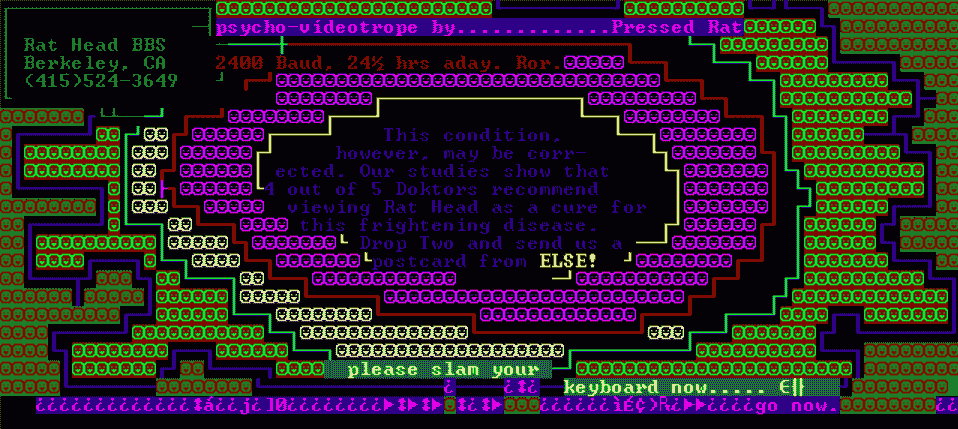 psycho-videotrope by.............Pressed Rat
Rat Head BBS
Berkeley, CA
(415)524-3649
2400 Baud, 24½ hrs aday. Ror.
This condition.
however, may be corr-
ected. Our studies show that
4 out of 5 Doktors recommend
viewing Rat Head as a cure for
this frightening disease.
Drop Two and send us a
postcard from ELSE!
please slam your
keyboard now.....
go now.